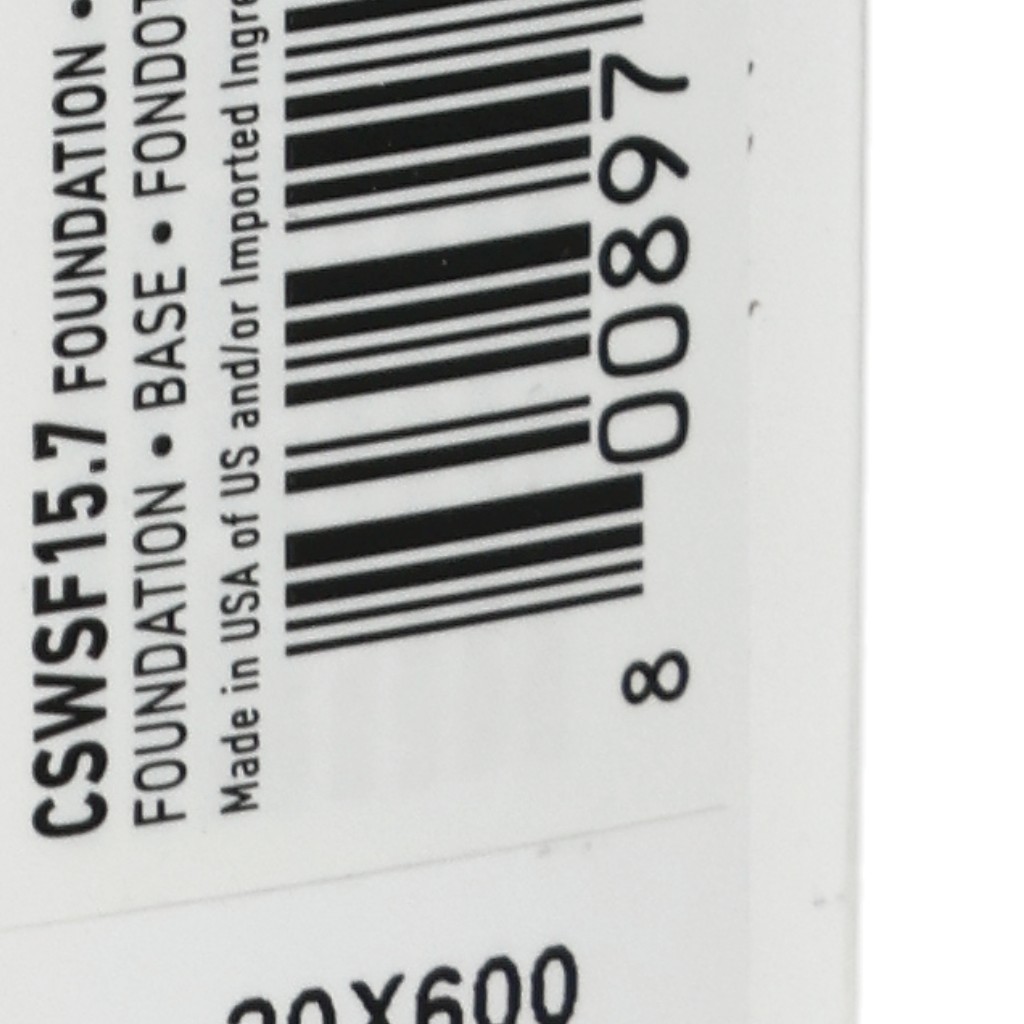 CSWSF15.7 FOUNDATION •
FOUNDATION • BASE • FONDOT
Made in USA of US and/or Imported Ingre
8 00897
X600